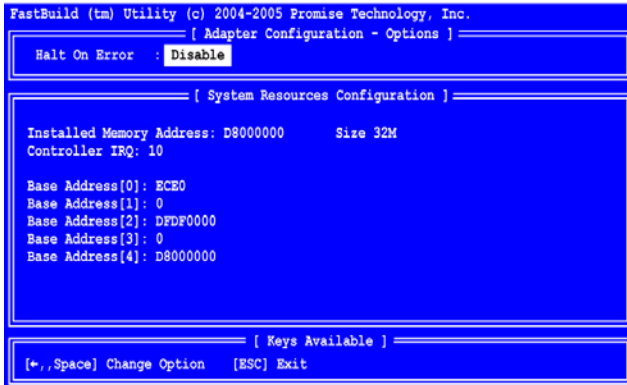 FastBuild (tm) Utility (c) 2004-2005 Promise Technology, Inc.
[ Adapter Configuration - Options ]
Halt On Error : Disable
[ System Resources Configuration ]
Installed Memory Address: D8000000 Size 32M
Controller IRQ: 10
Base Address[0]: ECE0
Base Address[1]: 0
Base Address[2]: DFDF0000
Base Address[3]: 0
Base Address[4]: D8000000
[ Keys Available ]
[←,,Space] Change Option [ESC] Exit